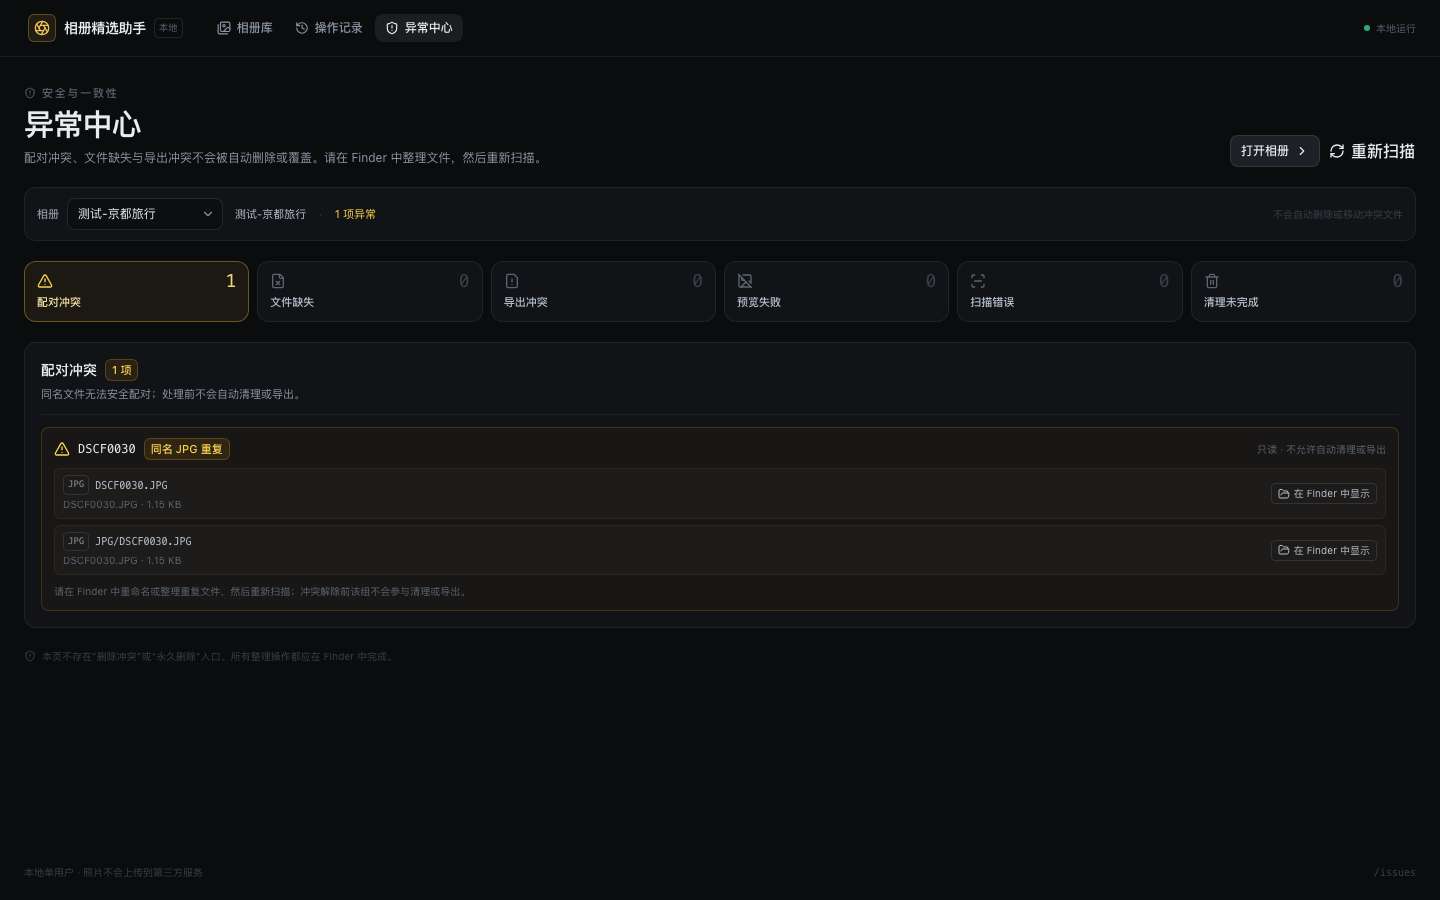 相册精选助手 本地 相册库 操作记录 异常中心 本地运行
安全与一致性
异常中心
配对冲突、文件缺失与导出冲突不会被自动删除或覆盖。请在 Finder 中整理文件，然后重新扫描。
打开相册 重新扫描
相册 测试-京都旅行 测试-京都旅行 · 1 项异常 不会自动删除或移动冲突文件
1 0 0 0 0 0
配对冲突 文件缺失 导出冲突 预览失败 扫描错误 清理未完成
配对冲突 1 项
同名文件无法安全配对；处理前不会自动清理或导出。
DSCF0030 同名 JPG 重复 只读 · 不允许自动清理或导出
JPG DSCF0030.JPG
DSCF0030.JPG · 1.15 KB 在 Finder 中显示
JPG JPG/DSCF0030.JPG
DSCF0030.JPG · 1.15 KB 在 Finder 中显示
请在 Finder 中重命名或整理重复文件，然后重新扫描；冲突解除前该组不会参与清理或导出。
本页不存在“删除冲突”或“永久删除”入口。所有整理操作都应在 Finder 中完成。
本地单用户 · 照片不会上传到第三方服务 /issues